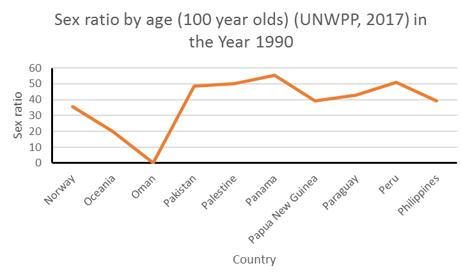 Sex ratio by age (100 year olds) (UNWPP, 2017) in
the Year 1990
60
50
40
30
20
10
0
Sex ratio
Norway
Oceania
Oman
Pakistan
Palestine
Panama
Papua New Guinea
Paraguay
Peru
Philippines
Country